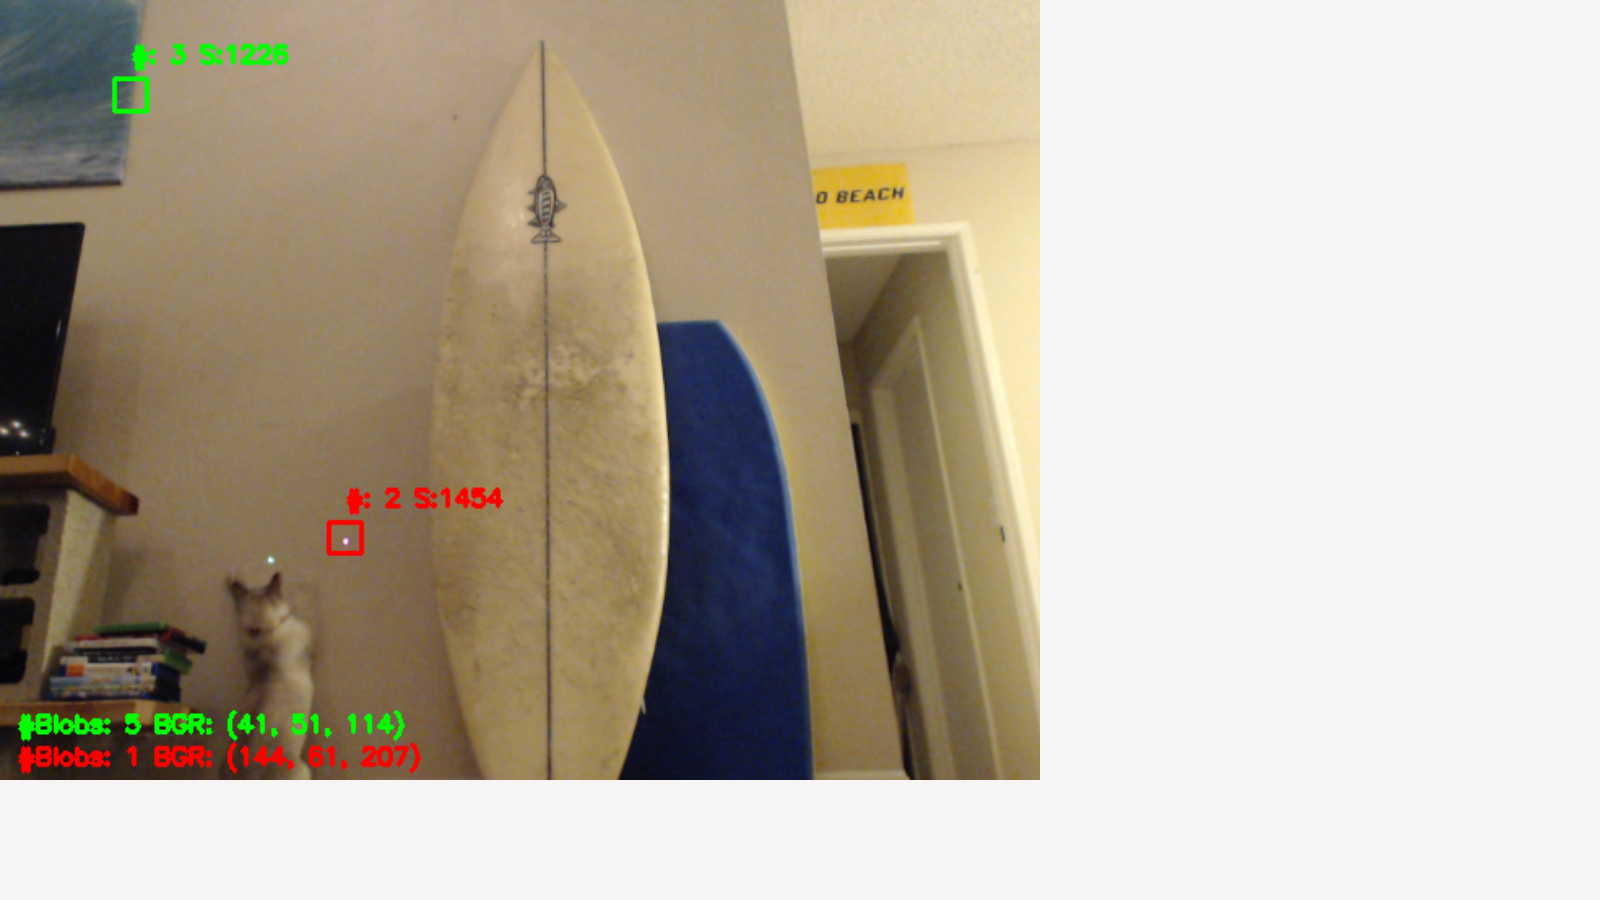 #: 3 S:1226
O BEACH
#: 2 S:1454
#Blobs: 5 BGR: (41, 51, 114)
#Blobs: 1 BGR: (144, 61, 207)